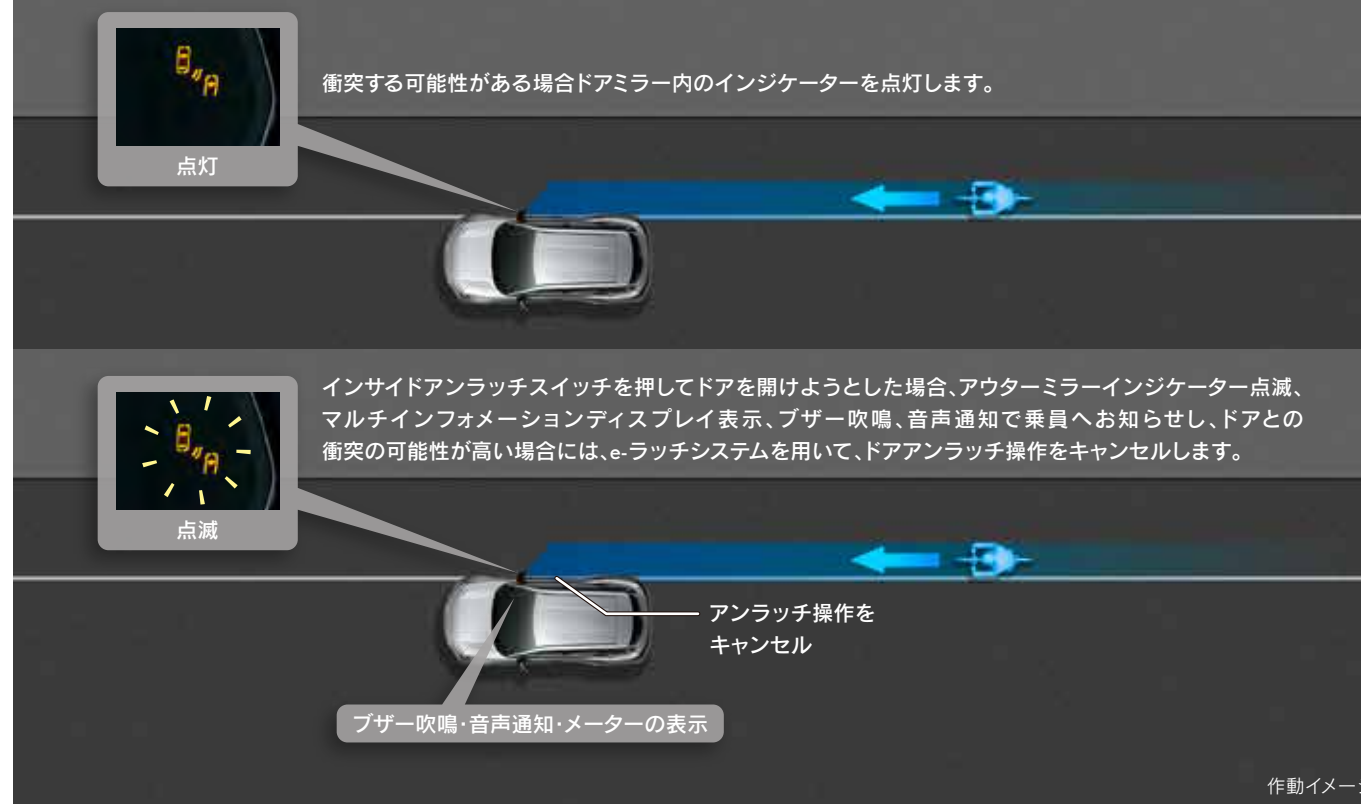 衝突する可能性がある場合ドアミラー内のインジケーターを点灯します。
点灯
インサイドアンラッチスイッチを押してドアを開けようとした場合、アウターミラーインジケーター点滅、
マルチインフォメーションディスプレイ表示、ブザー吹鳴、音声通知で乗員へお知らせし、ドアとの
衝突の可能性が高い場合には、e-ラッチシステムを用いて、ドアアンラッチ操作をキャンセルします。
点滅
アンラッチ操作を
キャンセル
ブザー吹鳴・音声通知・メーターの表示
作動イメー